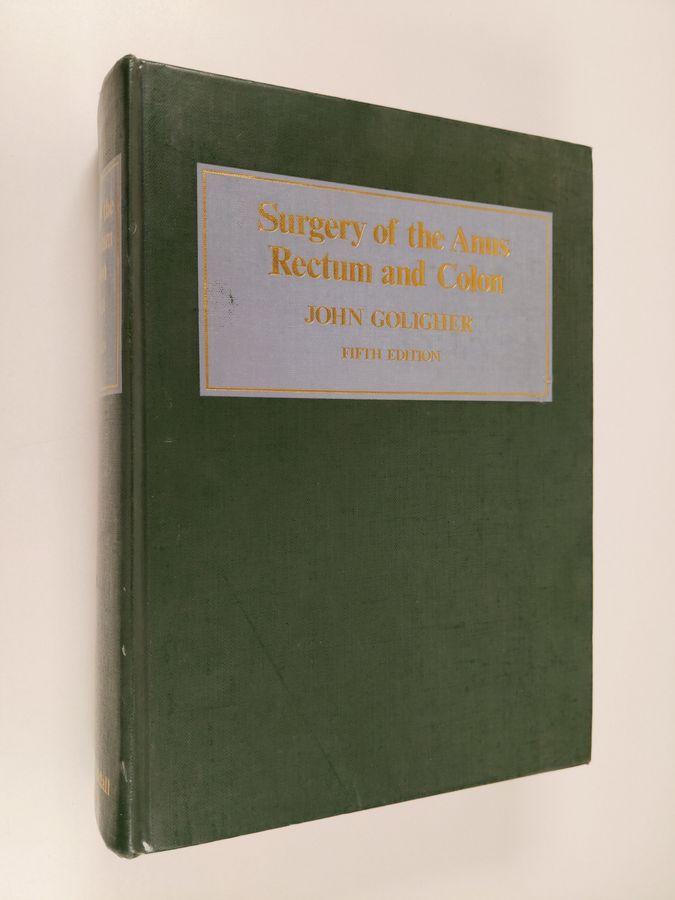 Surgery of the Anus
Rectum and Colon
JOHN GOLIGHER
FIFTH EDITION